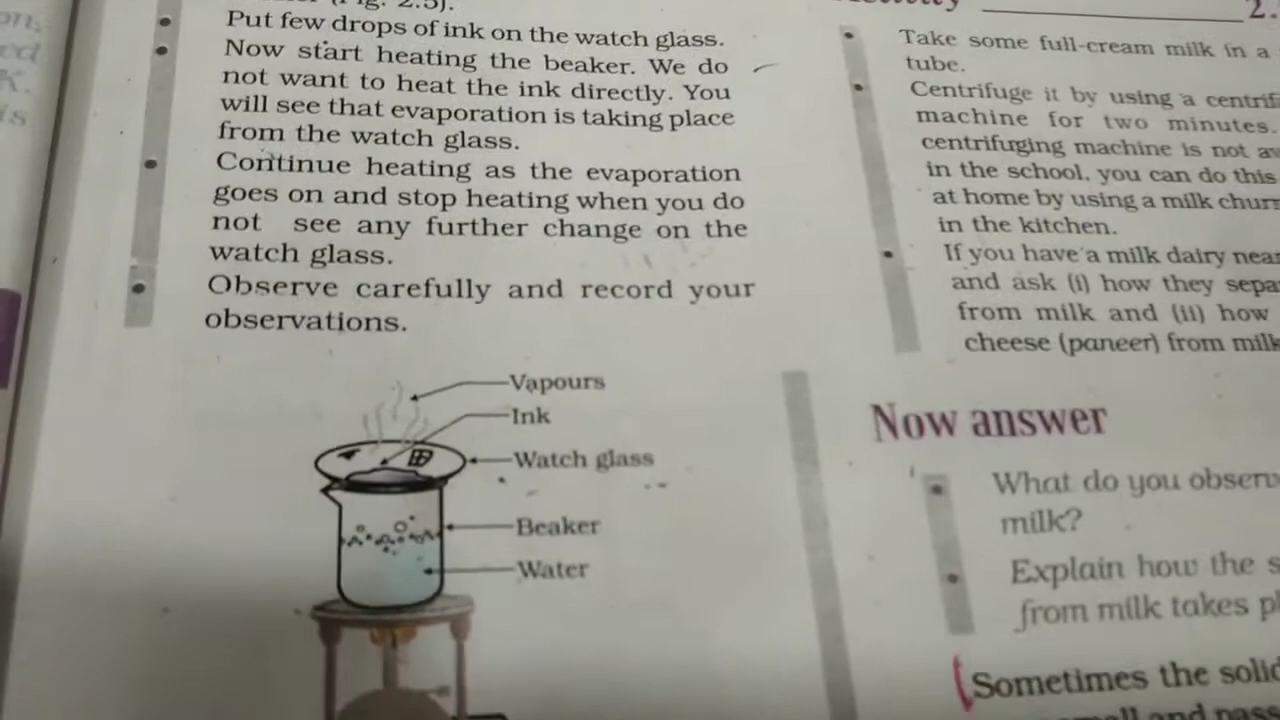 (Fig. 2.5).
Put few drops of ink on the watch glass.
Now start heating the beaker. We do
not want to heat the ink directly. You
will see that evaporation is taking place
from the watch glass.
Continue heating as the evaporation
goes on and stop heating when you do
not see any further change on the
watch glass.
Observe carefully and record your
observations.
Vapours
Ink
Watch glass
Beaker
Water
2.
Take some full-cream milk in a
tube.
Centrifuge it by using a
machine for two minutes.
centrifuging machine is not
in the school, you can do this
at home by using a milk
in the kitchen.
If you have a milk dairy
and ask (i) how they
from milk and (ii) how
cheese (paneer) from milk
Now answer
What do you
milk?
Explain how the
from milk takes
Sometimes the
and